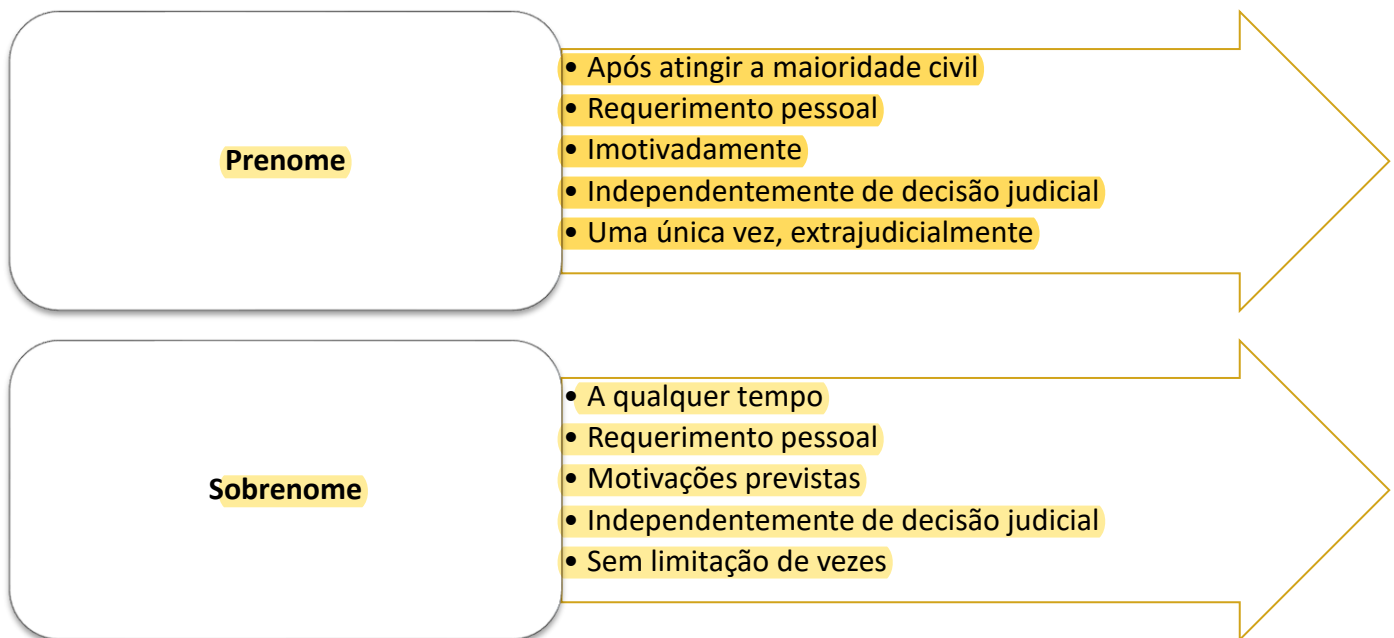 Prenome
• Após atingir a maioridade civil
• Requerimento pessoal
• Imotivadamente
• Independentemente de decisão judicial
• Uma única vez, extrajudicialmente
Sobrenome
• A qualquer tempo
• Requerimento pessoal
• Motivações previstas
• Independentemente de decisão judicial
• Sem limitação de vezes